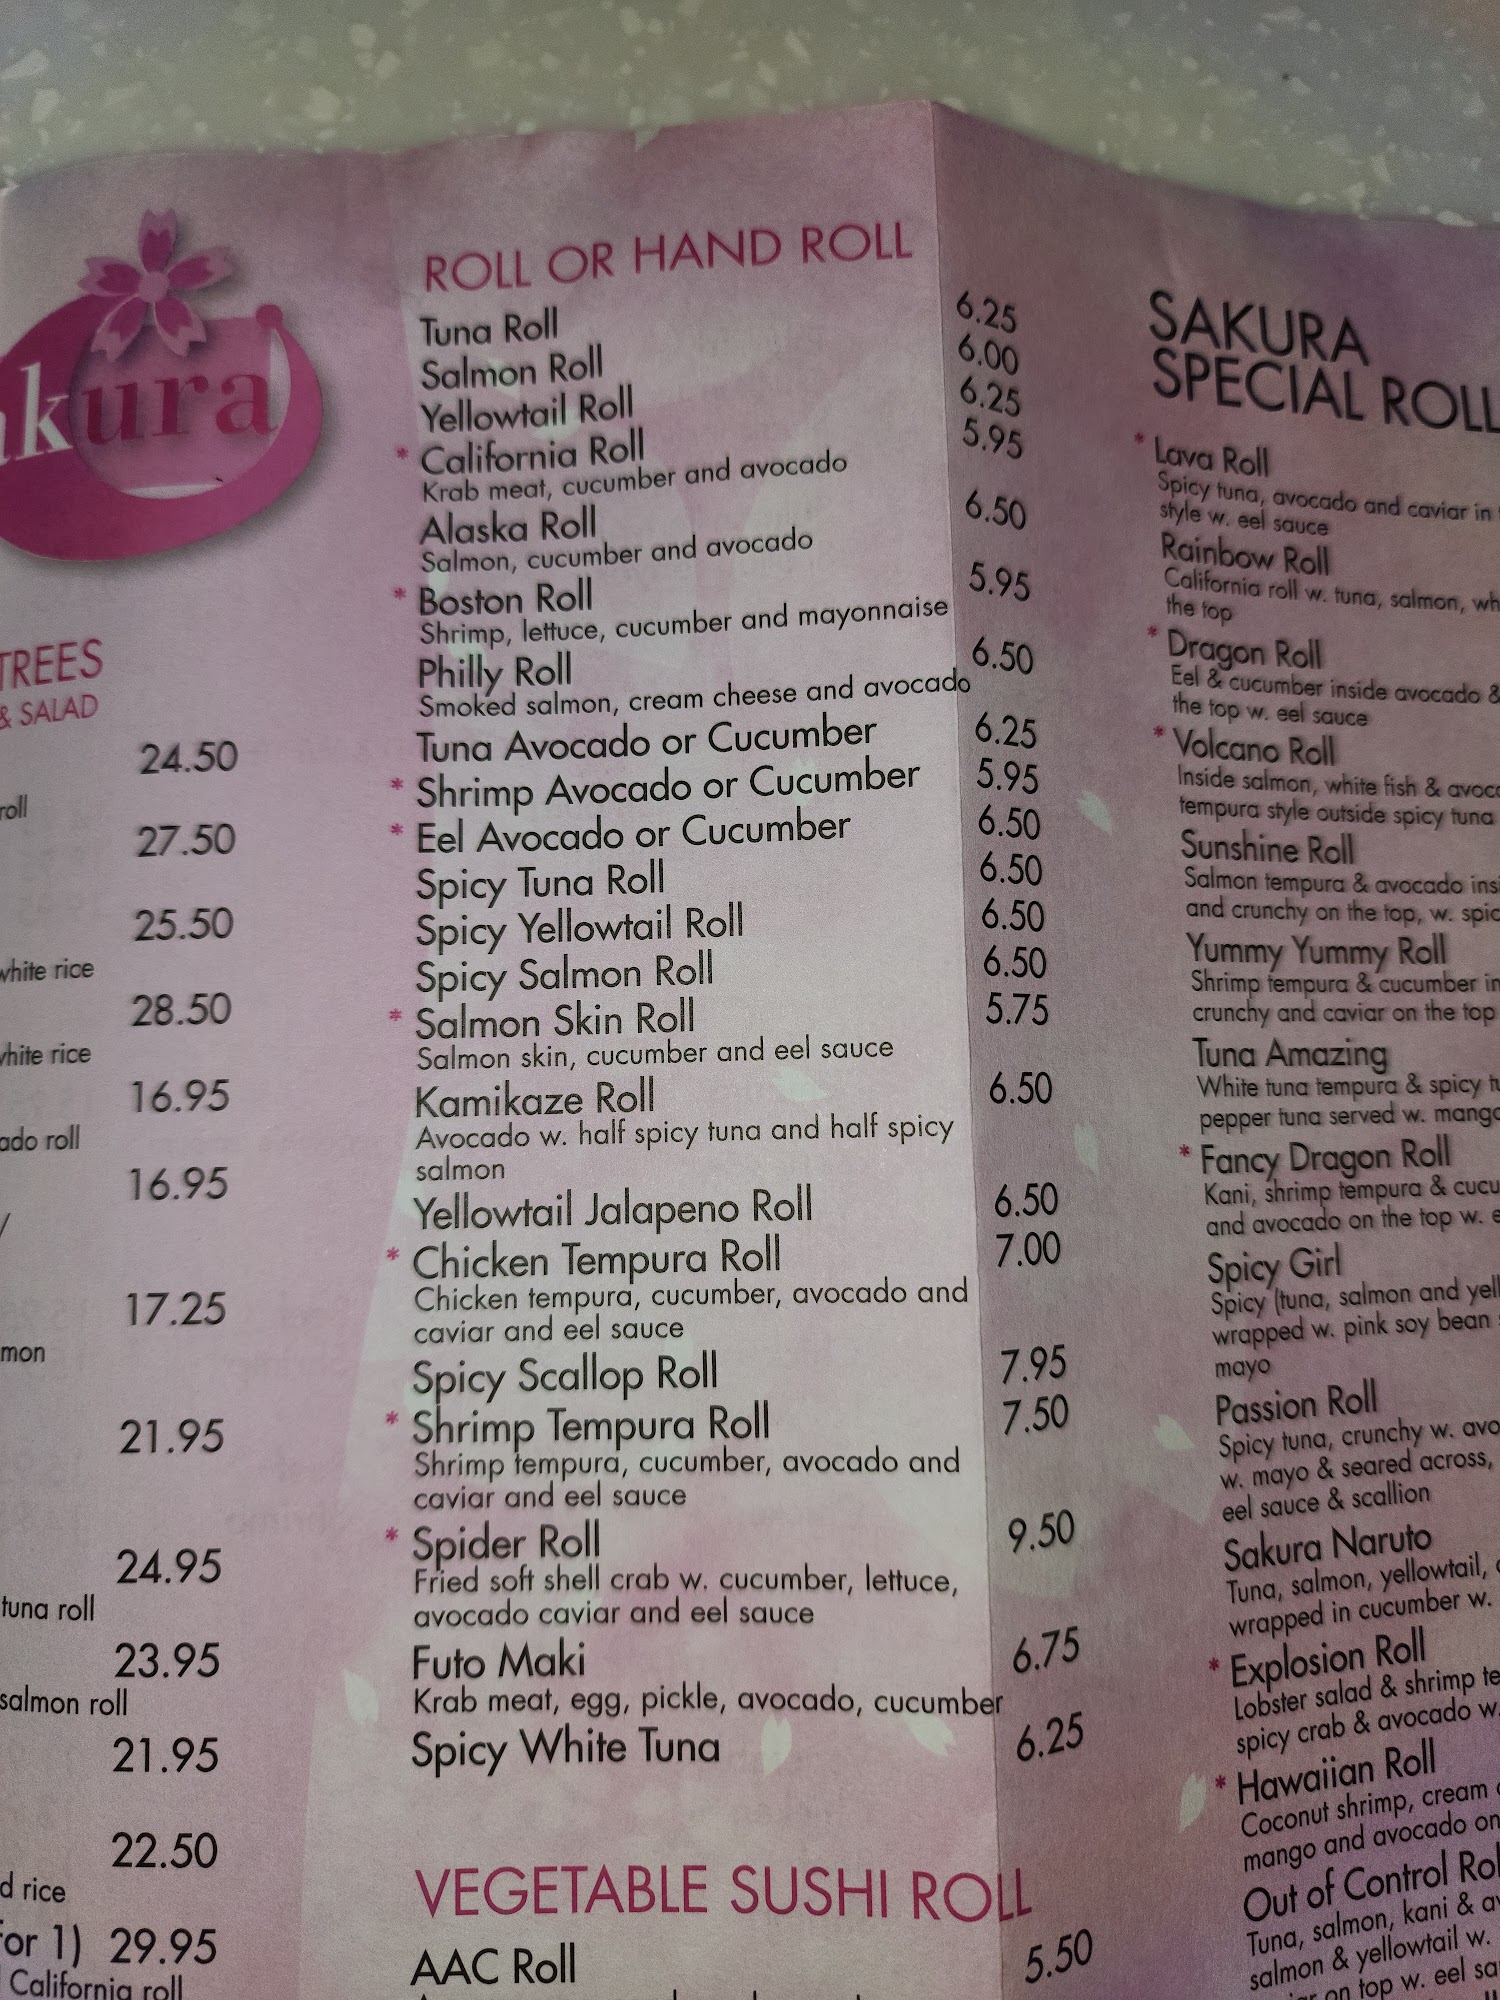 akura
TREES
& SALAD
24.50
roll
27.50
25.50
white rice
28.50
white rice
16.95
ado roll
16.95
17.25
mon
21.95
24.95
tuna roll
23.95
salmon roll
21.95
22.50
d rice
for 1) 29.95
California roll
ROLL OR HAND ROLL
Tuna Roll 6.25
Salmon Roll 6.00
Yellowtail Roll 6.25
* California Roll 5.95
Krab meat, cucumber and avocado
Alaska Roll 6.50
Salmon, cucumber and avocado
* Boston Roll 5.95
Shrimp, lettuce, cucumber and mayonnaise
Philly Roll 6.50
Smoked salmon, cream cheese and avocado
Tuna Avocado or Cucumber 6.25
* Shrimp Avocado or Cucumber 5.95
* Eel Avocado or Cucumber 6.50
Spicy Tuna Roll 6.50
Spicy Yellowtail Roll 6.50
Spicy Salmon Roll 6.50
* Salmon Skin Roll 5.75
Salmon skin, cucumber and eel sauce
Kamikaze Roll 6.50
Avocado w. half spicy tuna and half spicy
salmon
Yellowtail Jalapeno Roll 6.50
* Chicken Tempura Roll 7.00
Chicken tempura, cucumber, avocado and
caviar and eel sauce
Spicy Scallop Roll 7.95
* Shrimp Tempura Roll 7.50
Shrimp tempura, cucumber, avocado and
caviar and eel sauce
* Spider Roll 9.50
Fried soft shell crab w. cucumber, lettuce,
avocado caviar and eel sauce
Futo Maki 6.75
Krab meat, egg, pickle, avocado, cucumber
Spicy White Tuna 6.25
VEGETABLE SUSHI ROLL
AAC Roll 5.50
SAKURA
SPECIAL ROLL
* Lava Roll
Spicy tuna, avocado and caviar in
style w. eel sauce
Rainbow Roll
California roll w. tuna, salmon, wh
the top
* Dragon Roll
Eel & cucumber inside avocado &
the top w. eel sauce
* Volcano Roll
Inside salmon, white fish & avoc
tempura style outside spicy tuna
Sunshine Roll
Salmon tempura & avocado insi
and crunchy on the top, w. spic
Yummy Yummy Roll
Shrimp tempura & cucumber in
crunchy and caviar on the top
Tuna Amazing
White tuna tempura & spicy tu
pepper tuna served w. mango
* Fancy Dragon Roll
Kani, shrimp tempura & cucu
and avocado on the top w. e
Spicy Girl
Spicy (tuna, salmon and yell
wrapped w. pink soy bean
mayo
Passion Roll
Spicy tuna, crunchy w. avo
w. mayo & seared across,
eel sauce & scallion
Sakura Naruto
Tuna, salmon, yellowtail,
wrapped in cucumber w.
* Explosion Roll
Lobster salad & shrimp te
spicy crab & avocado w.
* Hawaiian Roll
Coconut shrimp, cream
mango and avocado on
Out of Control Rol
Tuna, salmon, kani & av
salmon & yellowtail w.
on top w. eel sa